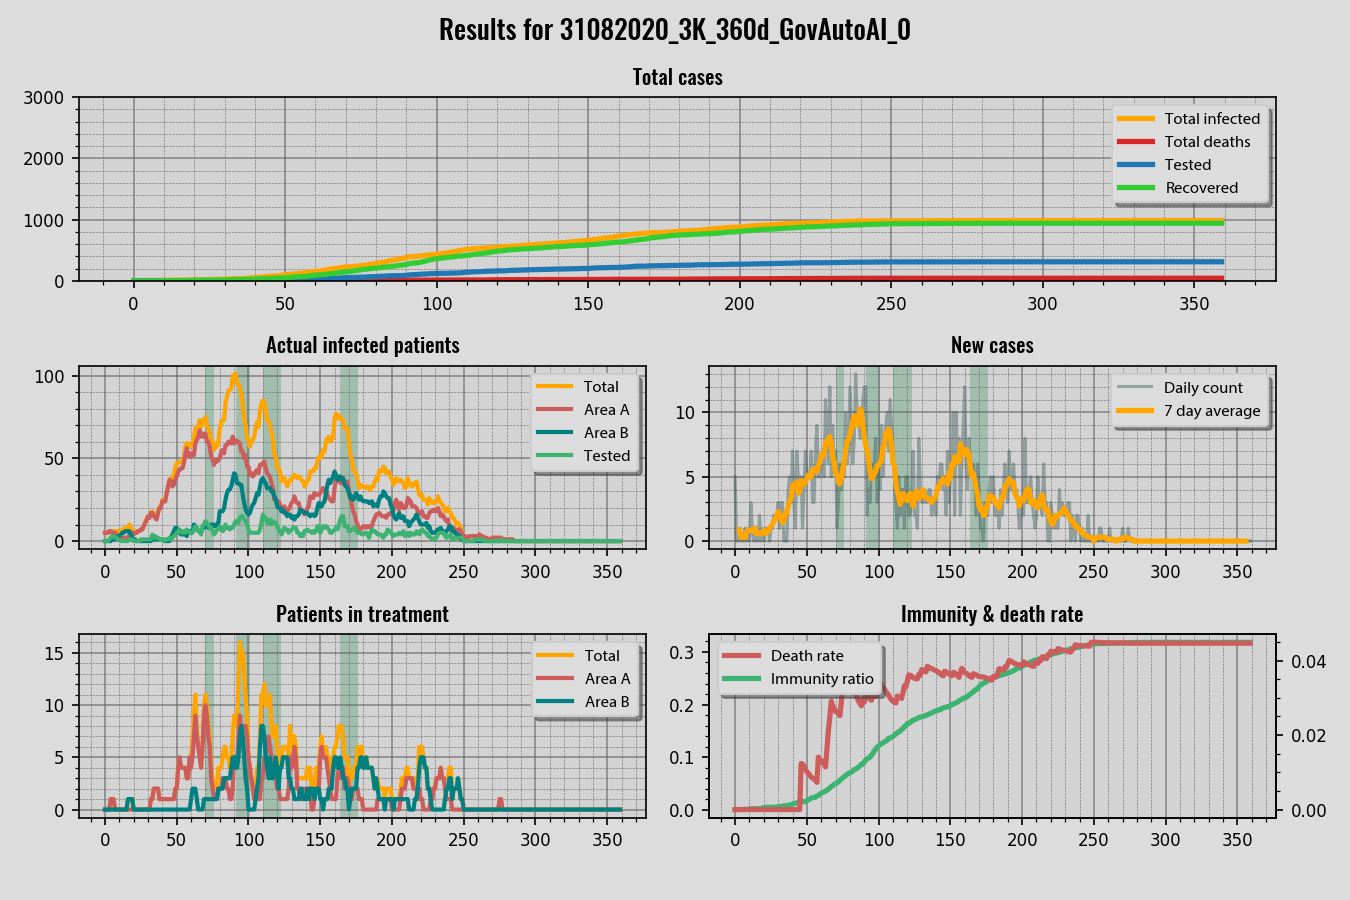 Results for 31082020_3K_360d_GovAutoAI_0
Total cases
3000
2000
1000
0
Total infected
Total deaths
Tested
Recovered
0 50 100 150 200 250 300 350
Actual infected patients
100
50
0
Total
Area A
Area B
Tested
0 50 100 150 200 250 300 350
New cases
10
5
0
Daily count
7 day average
0 50 100 150 200 250 300 350
Patients in treatment
15
10
5
0
Total
Area A
Area B
0 50 100 150 200 250 300 350
Immunity & death rate
0.3
0.2
0.1
0.0
Death rate
Immunity ratio
0.04
0.02
0.00
0 50 100 150 200 250 300 350